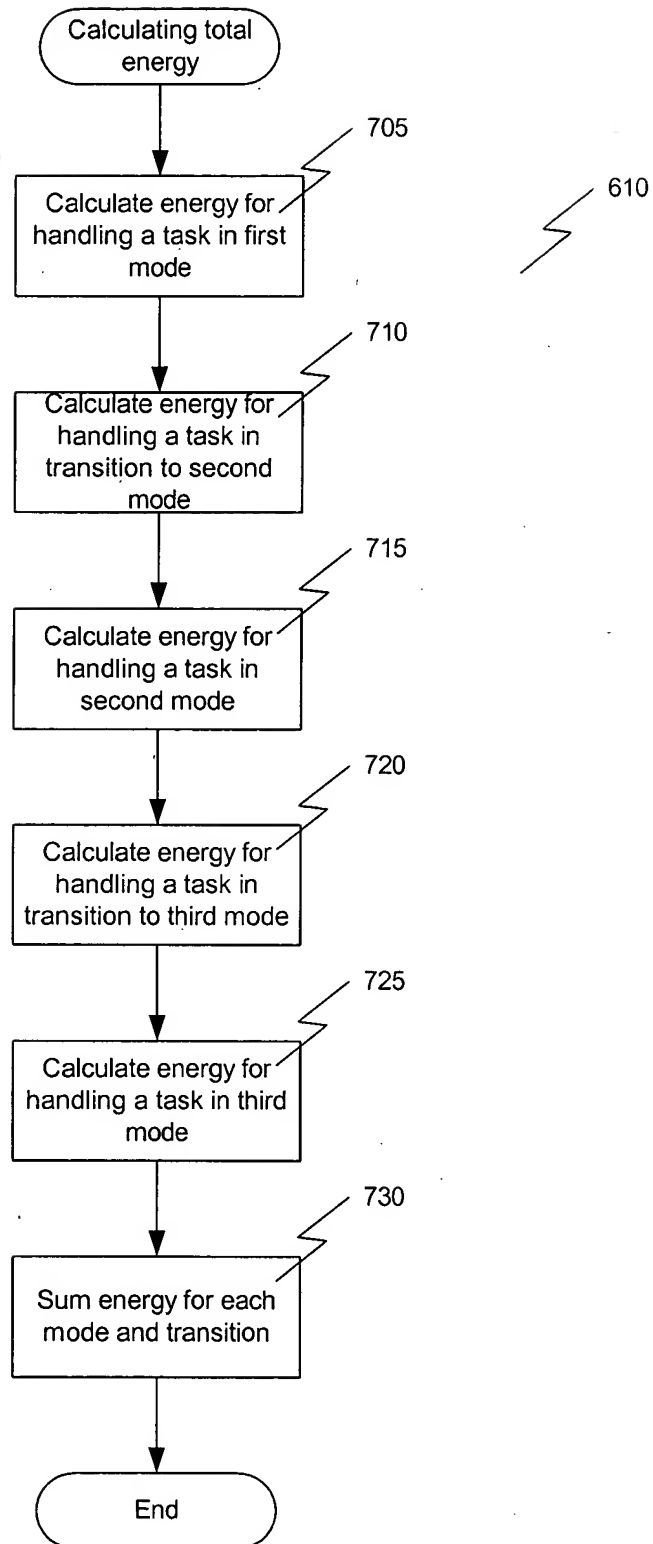 Calculating total
energy
705
610
Calculate energy for
handling a task in first
mode
710
Calculate energy for
handling a task in
transition to second
mode
715
Calculate energy for
handling a task in
second mode
720
Calculate energy for
handling a task in
transition to third mode
725
Calculate energy for
handling a task in third
mode
730
Sum energy for each
mode and transition
End